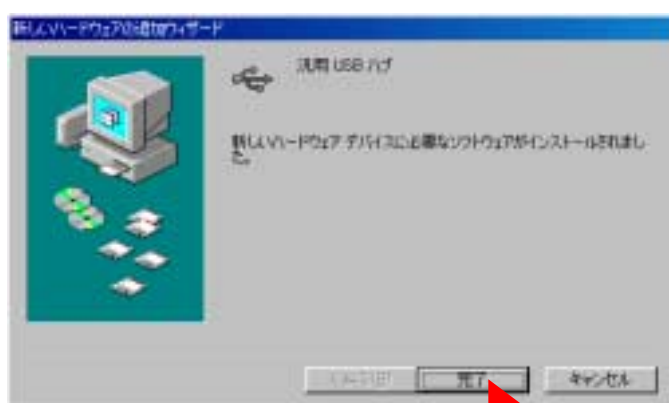 新しいハードウェアの追加ウィザード
汎用 USB ハブ
新しいハードウェア デバイスに必要なソフトウェアがインストールされまし
た。
完了
キャンセル